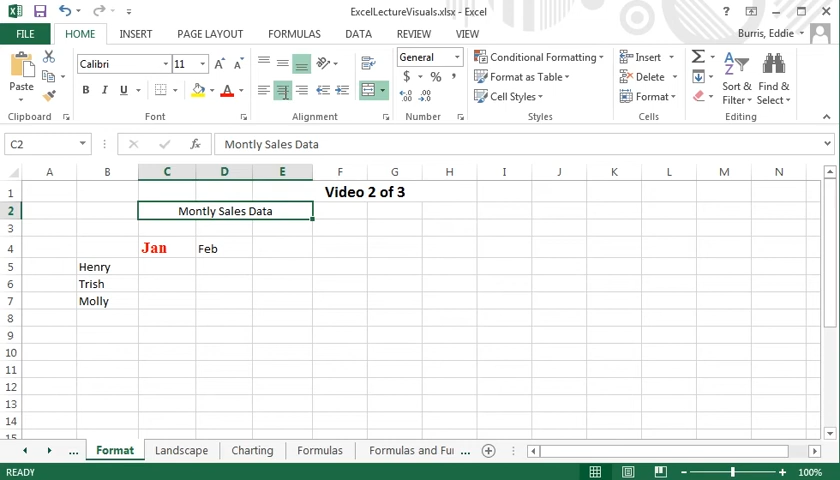 ExcelLectureVisuals.xlsx - Excel
FILE HOME INSERT PAGE LAYOUT FORMULAS DATA REVIEW VIEW Burris, Eddie
Paste
Calibri 11
B I U A
General
$ % ,
Conditional Formatting
Format as Table
Cell Styles
Insert
Delete
Format
Sort & Filter
Find & Select
Clipboard Font Alignment Number Styles Cells Editing
C2 fx Montly Sales Data
A B C D E F G H I J K L M N
1 Video 2 of 3
2 Montly Sales Data
3
4 Jan Feb
5 Henry
6 Trish
7 Molly
8
9
10
11
12
13
14
15
... Format Landscape Charting Formulas Formulas and Fur ...
READY 100%